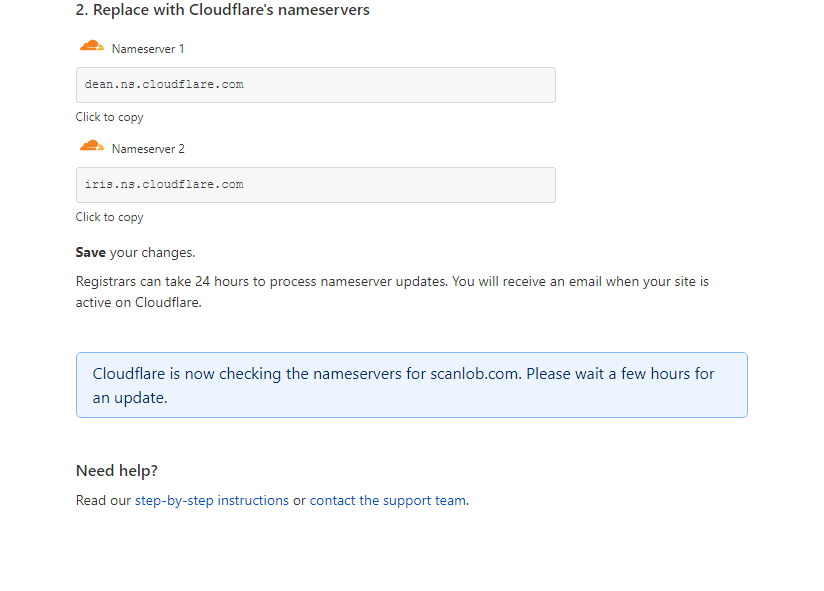 2. Replace with Cloudflare's nameservers
Nameserver 1
dean.ns.cloudflare.com
Click to copy
Nameserver 2
iris.ns.cloudflare.com
Click to copy
Save your changes.
Registrars can take 24 hours to process nameserver updates. You will receive an email when your site is
active on Cloudflare.
Cloudflare is now checking the nameservers for scanlob.com. Please wait a few hours for
an update.
Need help?
Read our step-by-step instructions or contact the support team.